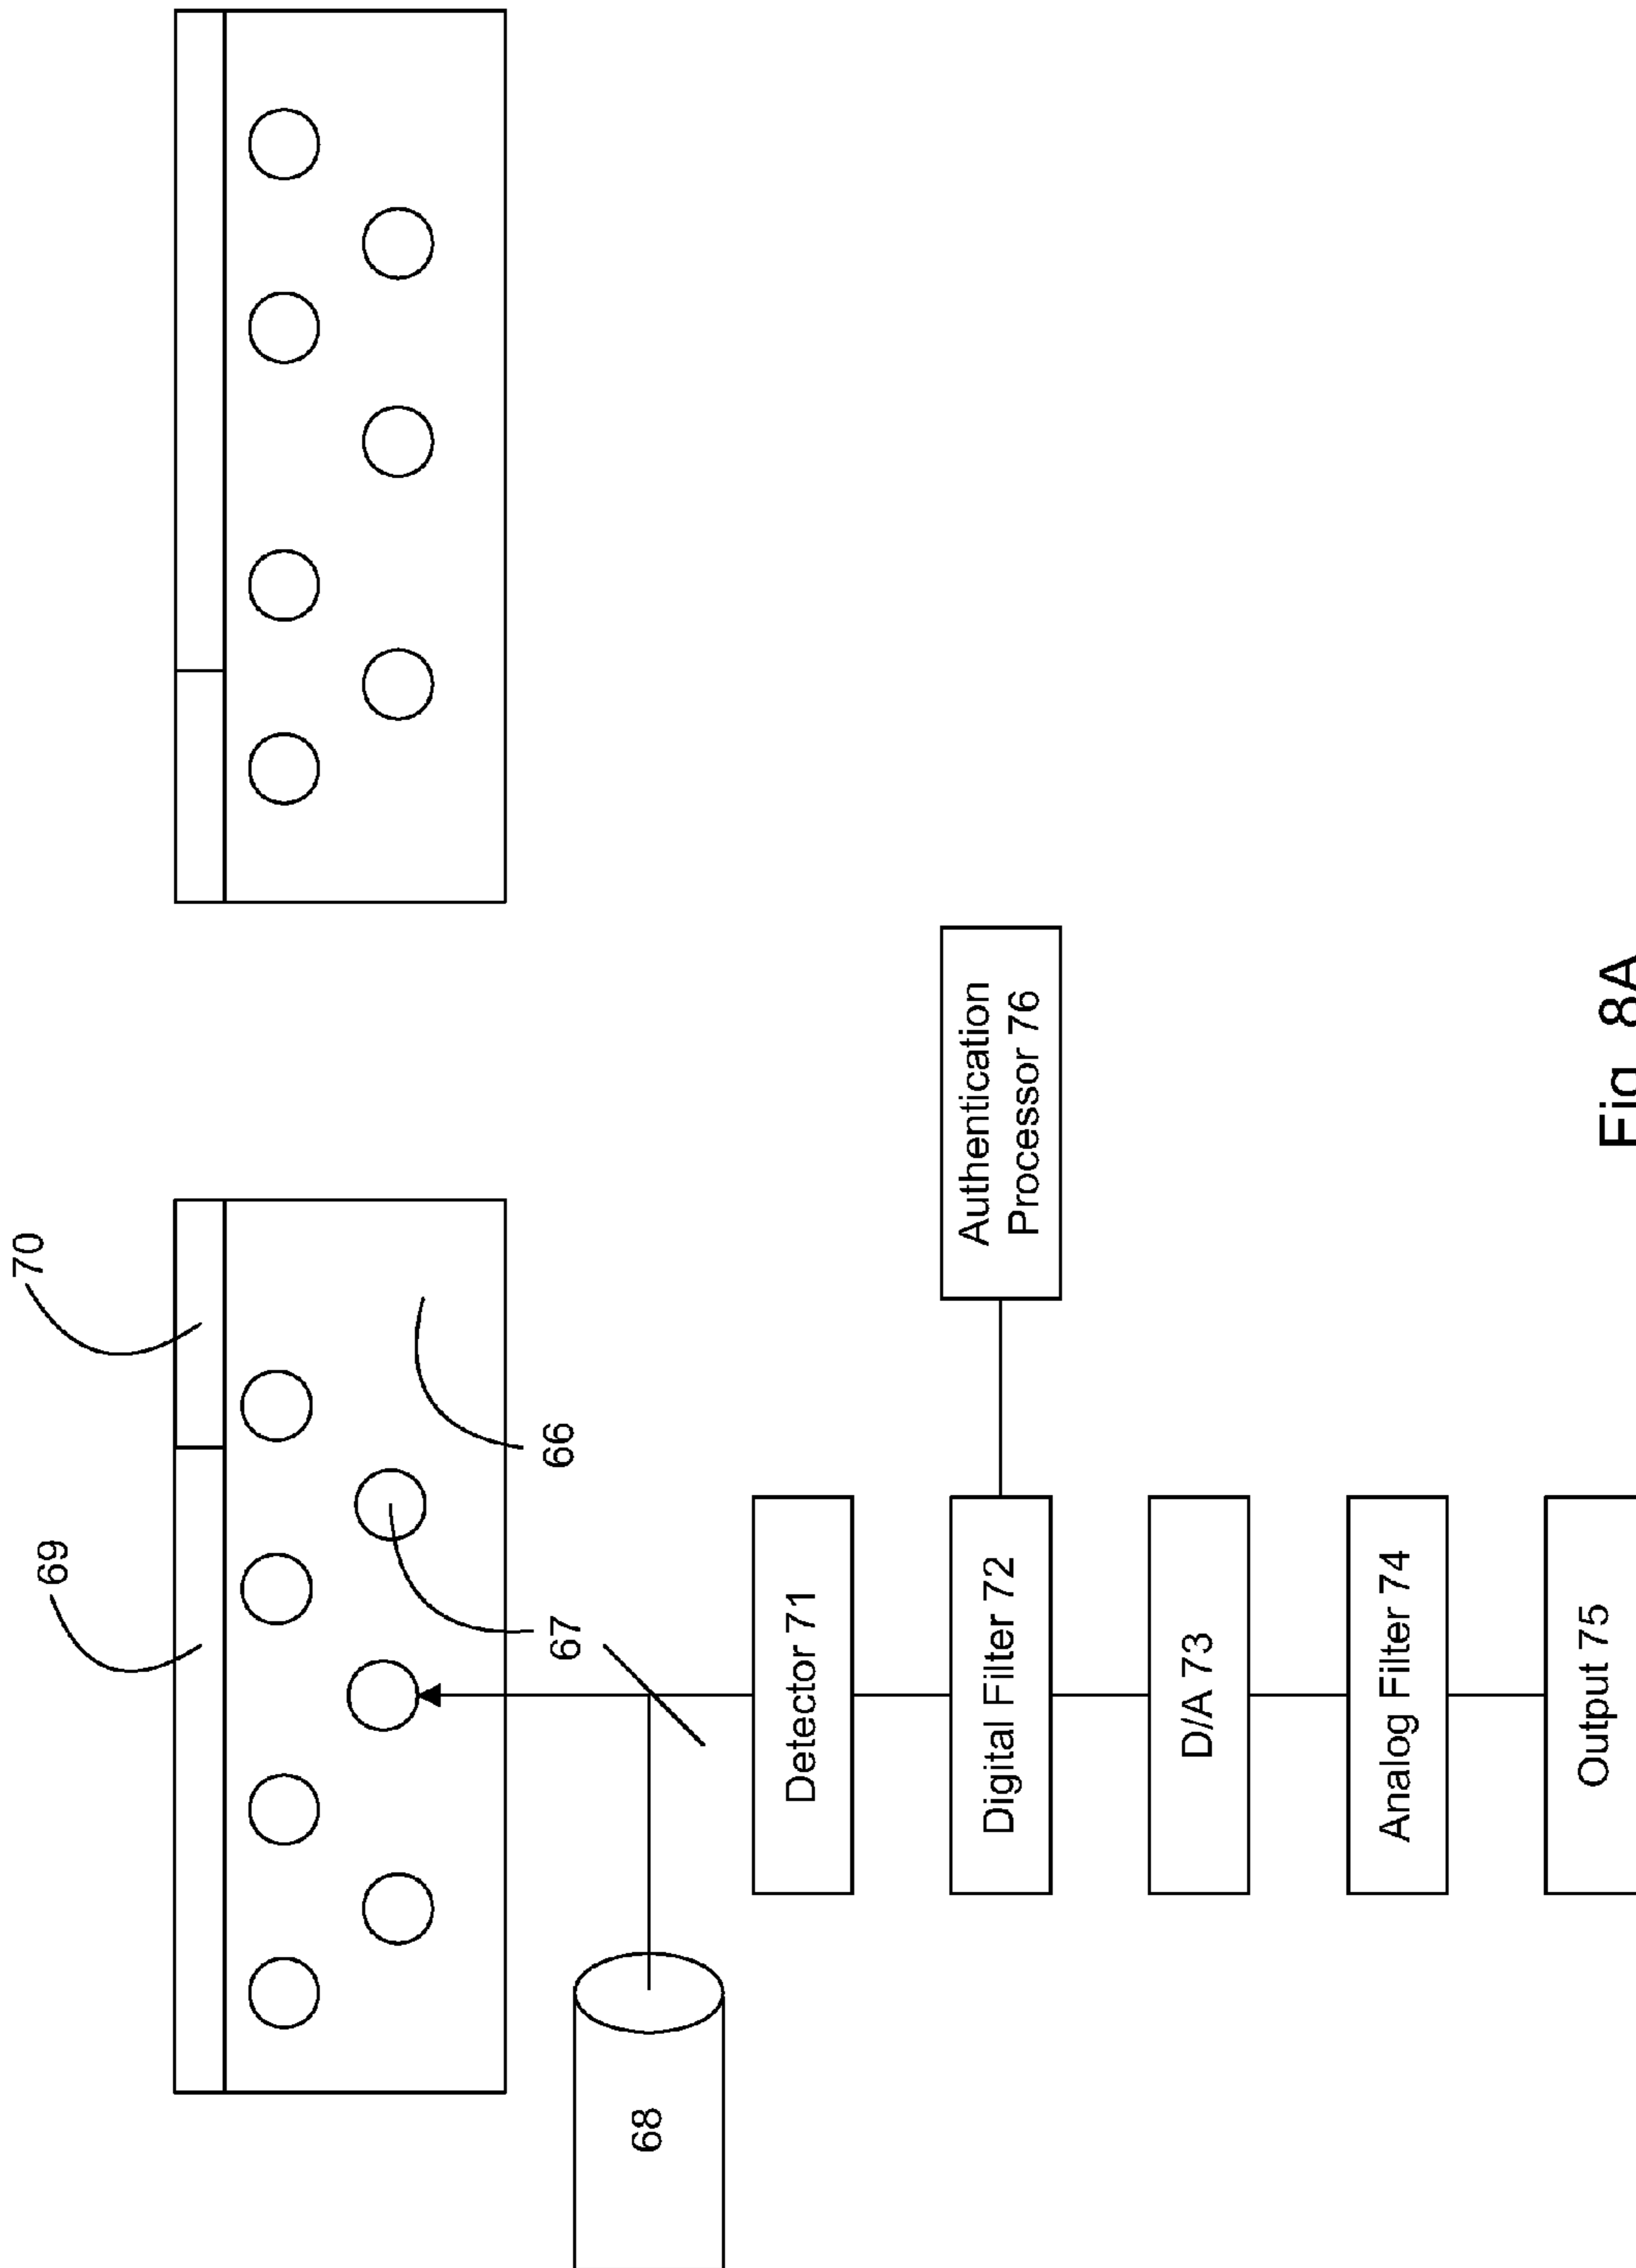 70
69
66
67
68
Detector 71
Digital Filter 72
Authentication
Processor 76
D/A 73
Analog Filter 74
Output 75
Fig. 8A